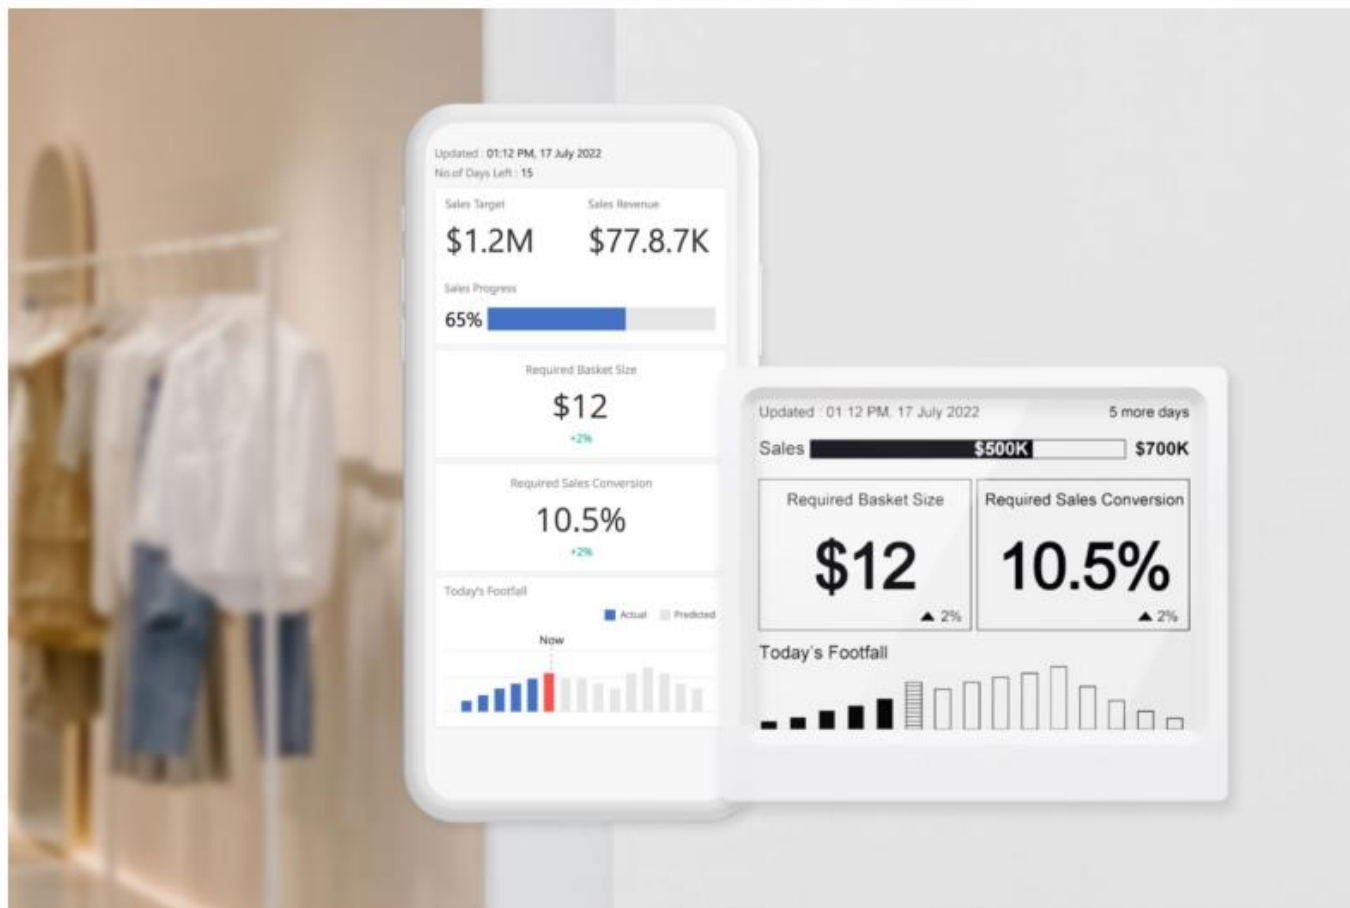 Updated : 01:12 PM, 17 July 2022
No.of Days Left : 15
Sales Target
Sales Revenue
$1.2M
$77.8.7K
Sales Progress
65%
Required Basket Size
$12
+2%
Required Sales Conversion
10.5%
+2%
Today's Footfall
Actual
Predicted
Now
Updated : 01 12 PM. 17 July 2022
5 more days
Sales
$500K
$700K
Required Basket Size
$12
▲ 2%
Required Sales Conversion
10.5%
▲ 2%
Today's Footfall